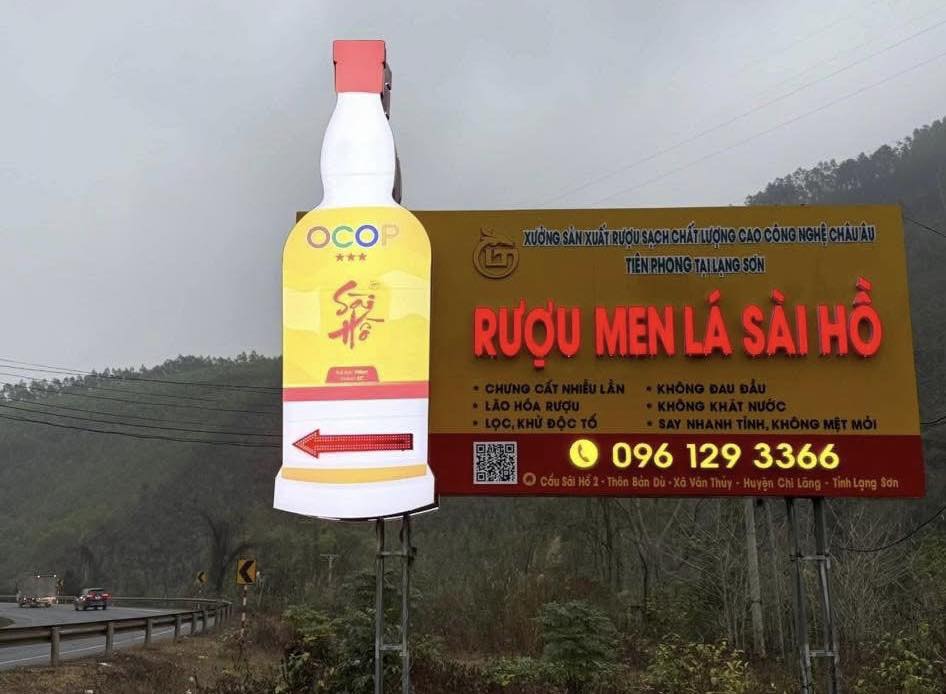 OCOP
Sài
Hồ
XƯỞNG SẢN XUẤT RƯỢU SẠCH CHẤT LƯỢNG CAO CÔNG NGHỆ CHÂU ÂU
TIÊN PHONG TẠI LẠNG SƠN
RƯỢU MEN LÁ SÀI HỒ
• CHƯNG CẤT NHIỀU LẦN
• LÃO HÓA RƯỢU
• LỌC, KHỬ ĐỘC TỐ
• KHÔNG ĐAU ĐẦU
• KHÔNG KHÁT NƯỚC
• SAY NHANH TỈNH, KHÔNG MỆT MỎI
096 129 3366
Cầu Sài Hồ 2 - Thôn Bản Dù - Xã Vân Thủy - Huyện Chi Lăng - Tỉnh Lạng Sơn